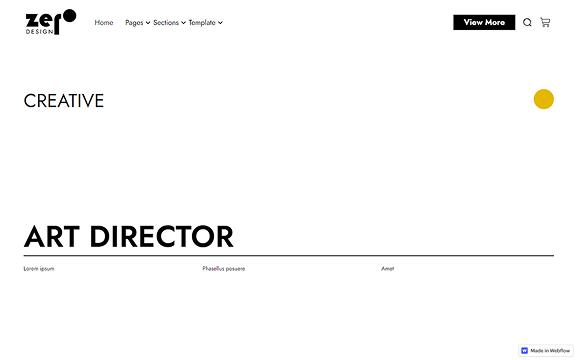 zero
DESIGN
Home Pages Sections Template View More
CREATIVE
ART DIRECTOR
Lorem ipsum Phasellus posuere Amet
Made in Webflow